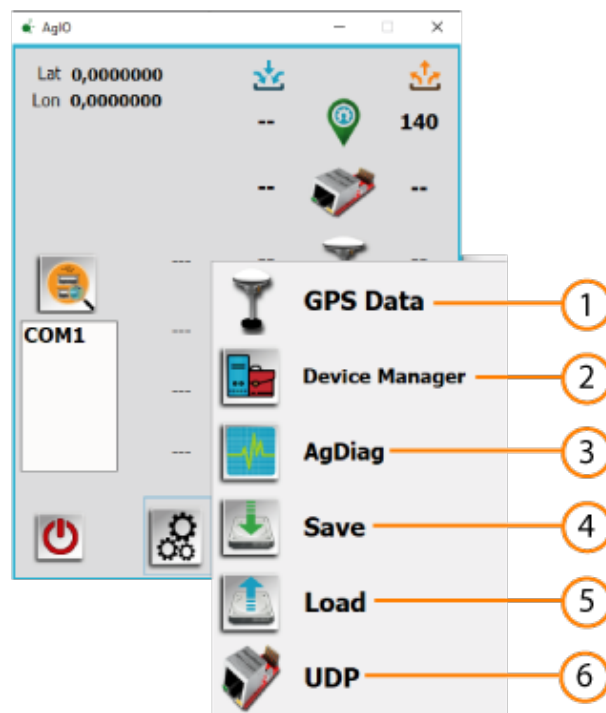 AgIO
Lat 0,0000000
Lon 0,0000000
-- 140
-- --
--- -- --
COM1
---
---
---
GPS Data 1
Device Manager 2
AgDiag 3
Save 4
Load 5
UDP 6